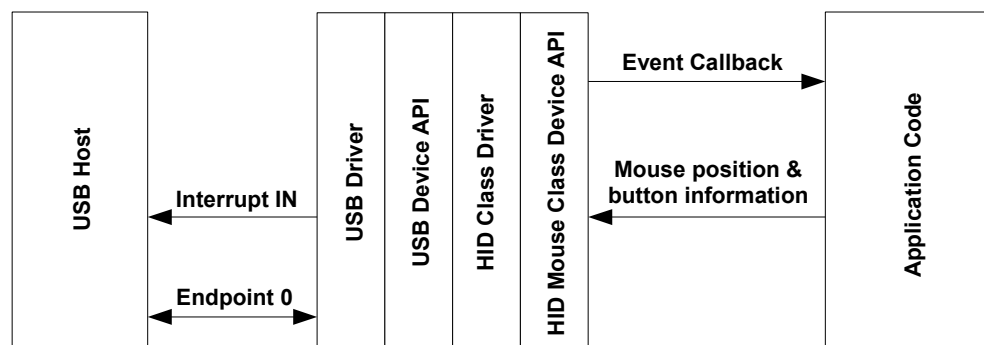 USB Host
Interrupt IN
Endpoint 0
USB Driver
USB Device API
HID Class Driver
HID Mouse Class Device API
Event Callback
Mouse position &
button information
Application Code